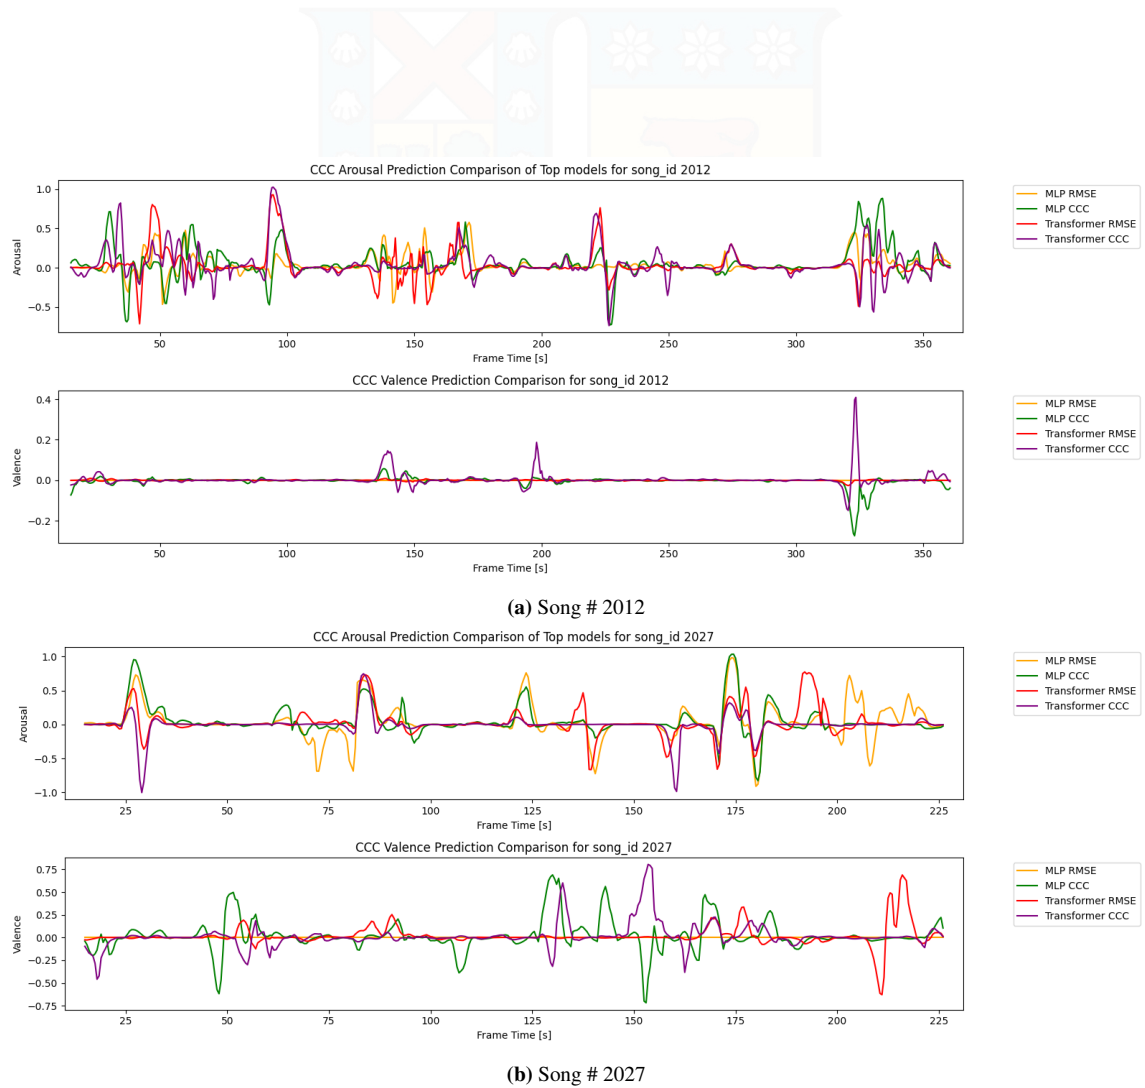 CCC Arousal Prediction Comparison of Top models for song_id 2012
Arousal
1.0
0.5
0.0
−0.5
50 100 150 200 250 300 350
Frame Time [s]
MLP RMSE
MLP CCC
Transformer RMSE
Transformer CCC
CCC Valence Prediction Comparison for song_id 2012
Valence
0.4
0.2
0.0
−0.2
50 100 150 200 250 300 350
Frame Time [s]
MLP RMSE
MLP CCC
Transformer RMSE
Transformer CCC
(a) Song # 2012
CCC Arousal Prediction Comparison of Top models for song_id 2027
Arousal
1.0
0.5
0.0
−0.5
−1.0
25 50 75 100 125 150 175 200 225
Frame Time [s]
MLP RMSE
MLP CCC
Transformer RMSE
Transformer CCC
CCC Valence Prediction Comparison for song_id 2027
Valence
0.75
0.50
0.25
0.00
−0.25
−0.50
−0.75
25 50 75 100 125 150 175 200 225
Frame Time [s]
MLP RMSE
MLP CCC
Transformer RMSE
Transformer CCC
(b) Song # 2027